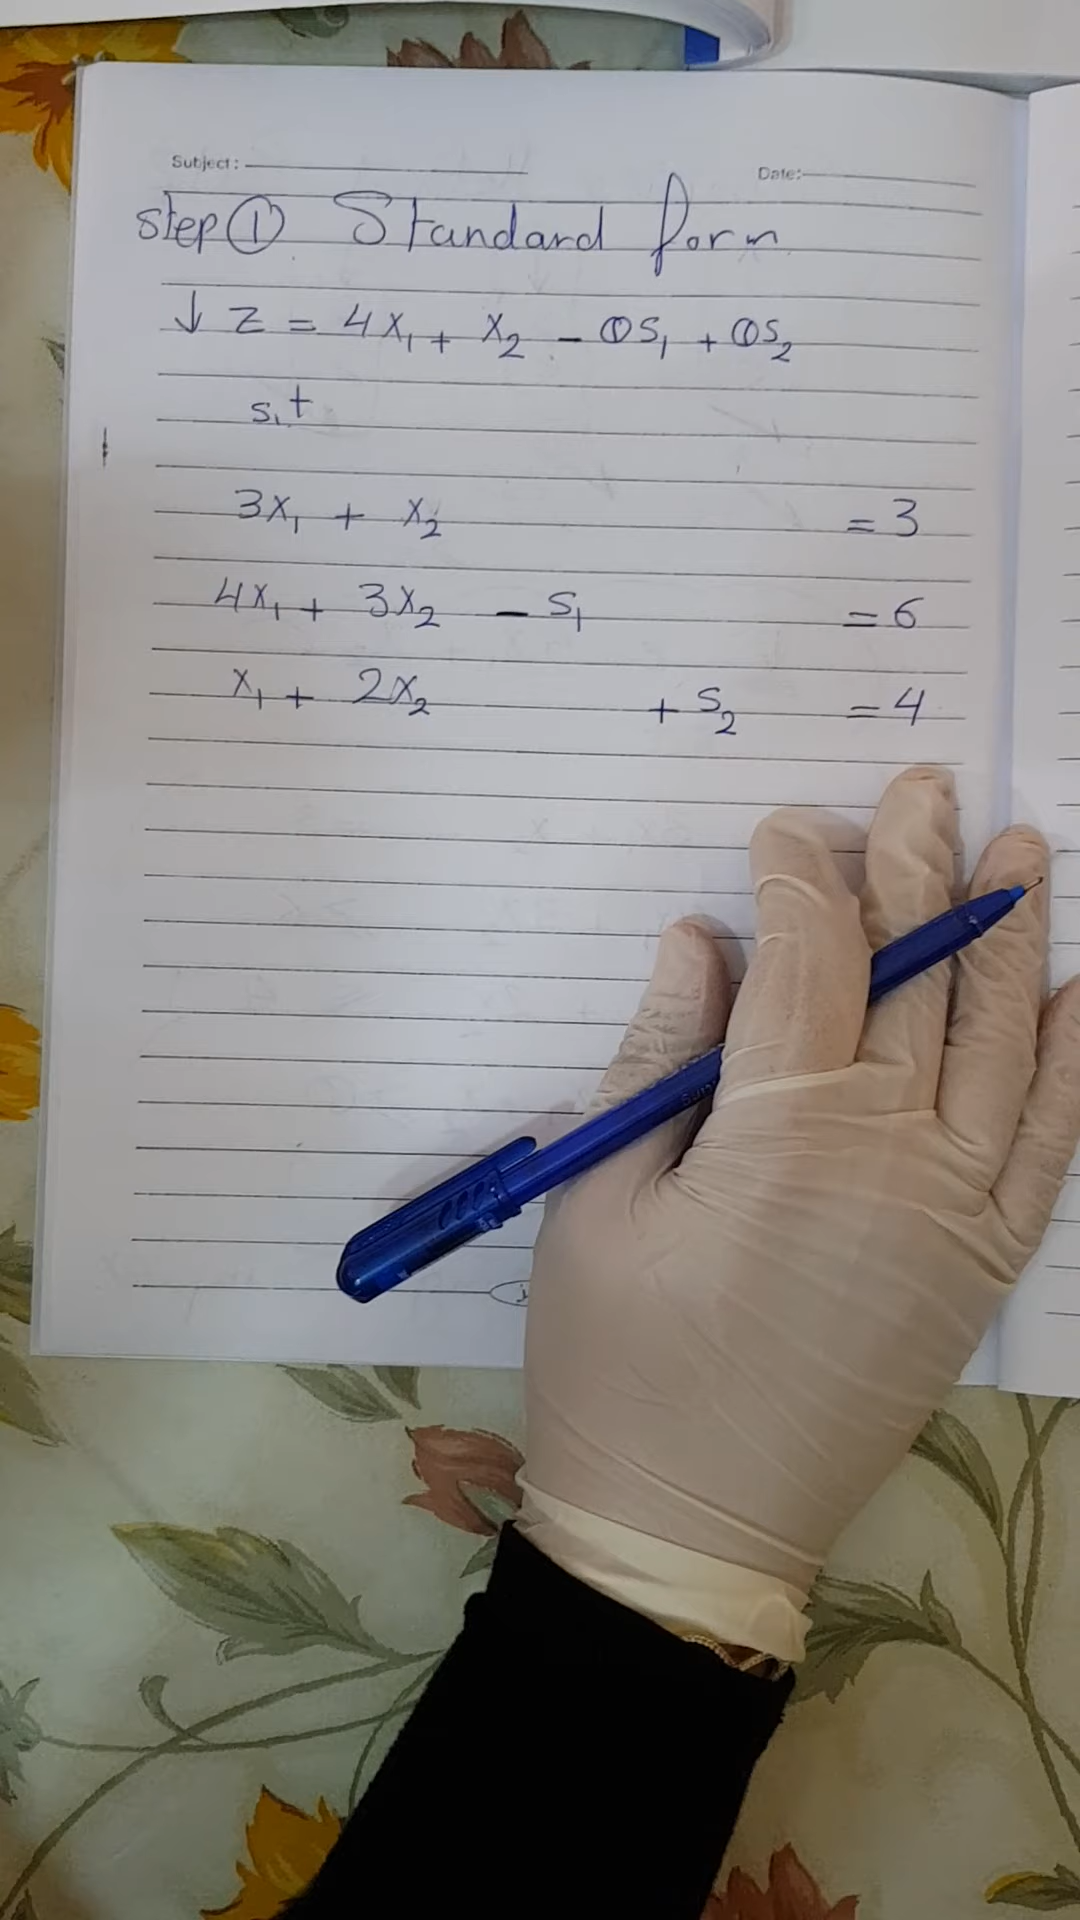 Subject:
Date:
step ① Standard form
↓ Z = 4x₁ + x₂ - 0S₁ + 0S₂
s.t
3x₁ + x₂ = 3
4x₁ + 3x₂ - S₁ = 6
x₁ + 2x₂ + S₂ = 4